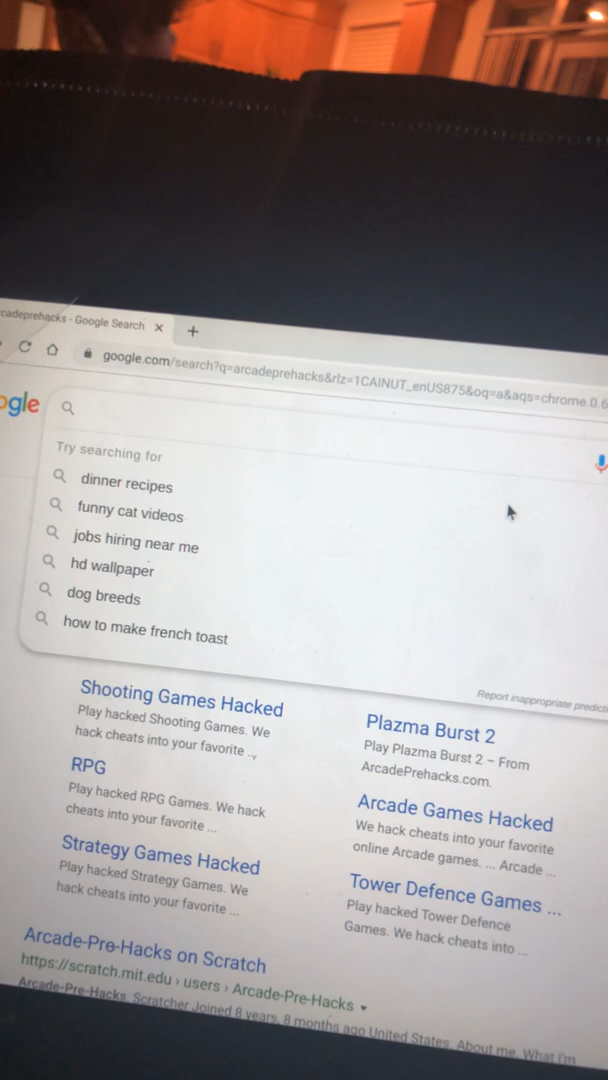 cadeprehacks - Google Search
google.com/search?q=arcadeprehacks&rlz=1CAINUT_enUS875&oq=a&aqs=chrome.0.6
ogle
Try searching for
dinner recipes
funny cat videos
jobs hiring near me
hd wallpaper
dog breeds
how to make french toast
Report inappropriate predicti
Shooting Games Hacked
Play hacked Shooting Games. We
hack cheats into your favorite ...
RPG
Play hacked RPG Games. We hack
cheats into your favorite ...
Strategy Games Hacked
Play hacked Strategy Games. We
hack cheats into your favorite ...
Plazma Burst 2
Play Plazma Burst 2 – From
ArcadePrehacks.com.
Arcade Games Hacked
We hack cheats into your favorite
online Arcade games. ... Arcade ...
Tower Defence Games ...
Play hacked Tower Defence
Games. We hack cheats into ...
Arcade-Pre-Hacks on Scratch
https://scratch.mit.edu › users › Arcade-Pre-Hacks
Arcade-Pre-Hacks. Scratcher Joined 8 years, 8 months ago United States. About me. What I'm